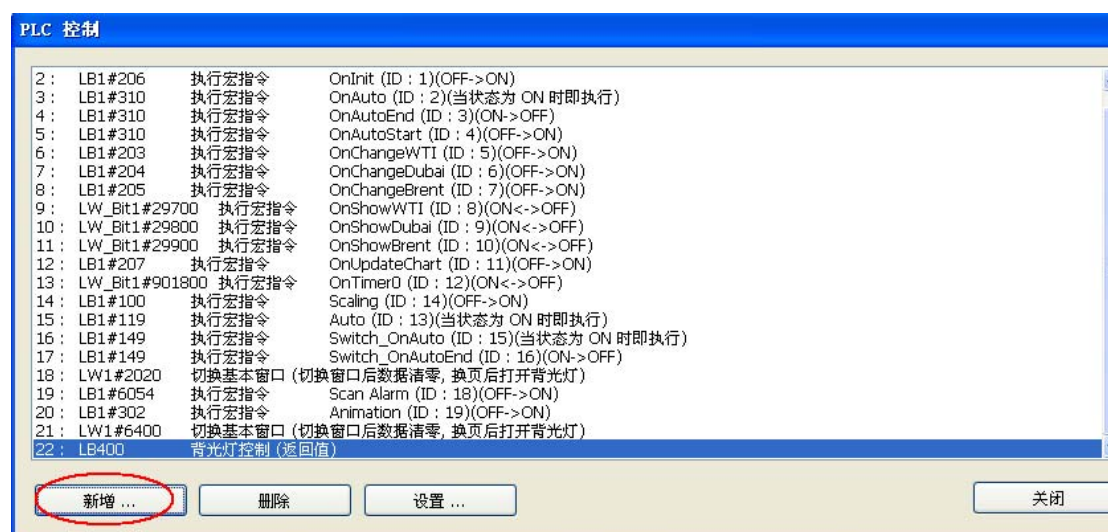 PLC 控制
2 : LB1#206 执行宏指令 OnInit (ID : 1)(OFF->ON)
3 : LB1#310 执行宏指令 OnAuto (ID : 2)(当状态为 ON 时即执行)
4 : LB1#310 执行宏指令 OnAutoEnd (ID : 3)(ON->OFF)
5 : LB1#310 执行宏指令 OnAutoStart (ID : 4)(OFF->ON)
6 : LB1#203 执行宏指令 OnChangeWTI (ID : 5)(OFF->ON)
7 : LB1#204 执行宏指令 OnChangeDubai (ID : 6)(OFF->ON)
8 : LB1#205 执行宏指令 OnChangeBrent (ID : 7)(OFF->ON)
9 : LW_Bit1#29700 执行宏指令 OnShowWTI (ID : 8)(ON<->OFF)
10 : LW_Bit1#29800 执行宏指令 OnShowDubai (ID : 9)(ON<->OFF)
11 : LW_Bit1#29900 执行宏指令 OnShowBrent (ID : 10)(ON<->OFF)
12 : LB1#207 执行宏指令 OnUpdateChart (ID : 11)(OFF->ON)
13 : LW_Bit1#901800 执行宏指令 OnTimer0 (ID : 12)(ON<->OFF)
14 : LB1#100 执行宏指令 Scaling (ID : 14)(OFF->ON)
15 : LB1#119 执行宏指令 Auto (ID : 13)(当状态为 ON 时即执行)
16 : LB1#149 执行宏指令 Switch_OnAuto (ID : 15)(当状态为 ON 时即执行)
17 : LB1#149 执行宏指令 Switch_OnAutoEnd (ID : 16)(ON->OFF)
18 : LW1#2020 切换基本窗口 (切换窗口后数据清零, 换页后打开背光灯)
19 : LB1#6054 执行宏指令 Scan Alarm (ID : 18)(OFF->ON)
20 : LB1#302 执行宏指令 Animation (ID : 19)(OFF->ON)
21 : LW1#6400 切换基本窗口 (切换窗口后数据清零, 换页后打开背光灯)
22 : LB400 背光灯控制 (返回值)
新增 ... 删除 设置 ... 关闭